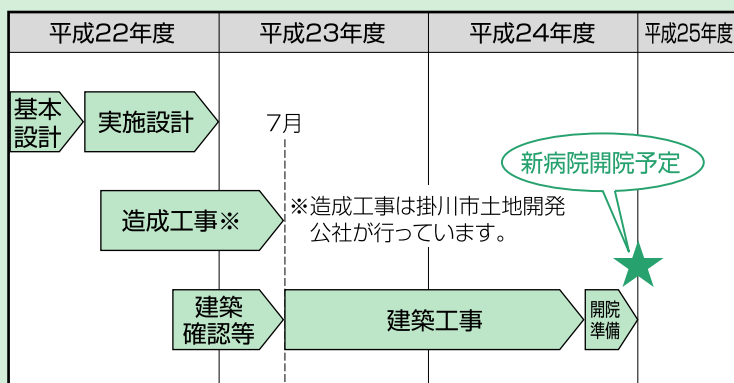 平成22年度
平成23年度
平成24年度
平成25年度
基本
設計
実施設計
7月
新病院開院予定
造成工事※
※造成工事は掛川市土地開発
公社が行っています。
建築
確認等
建築工事
開院
準備